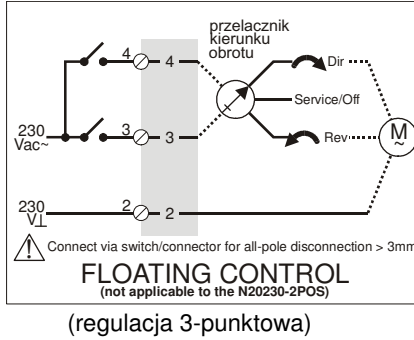 przelacznik
kierunku
obrotu
4 4 Dir
Service/Off
230
Vac~ 3 3 Rev M
~
230
V⊥ 2 2
Connect via switch/connector for all-pole disconnection > 3mm
FLOATING CONTROL
(not applicable to the N20230-2POS)
(regulacja 3-punktowa)